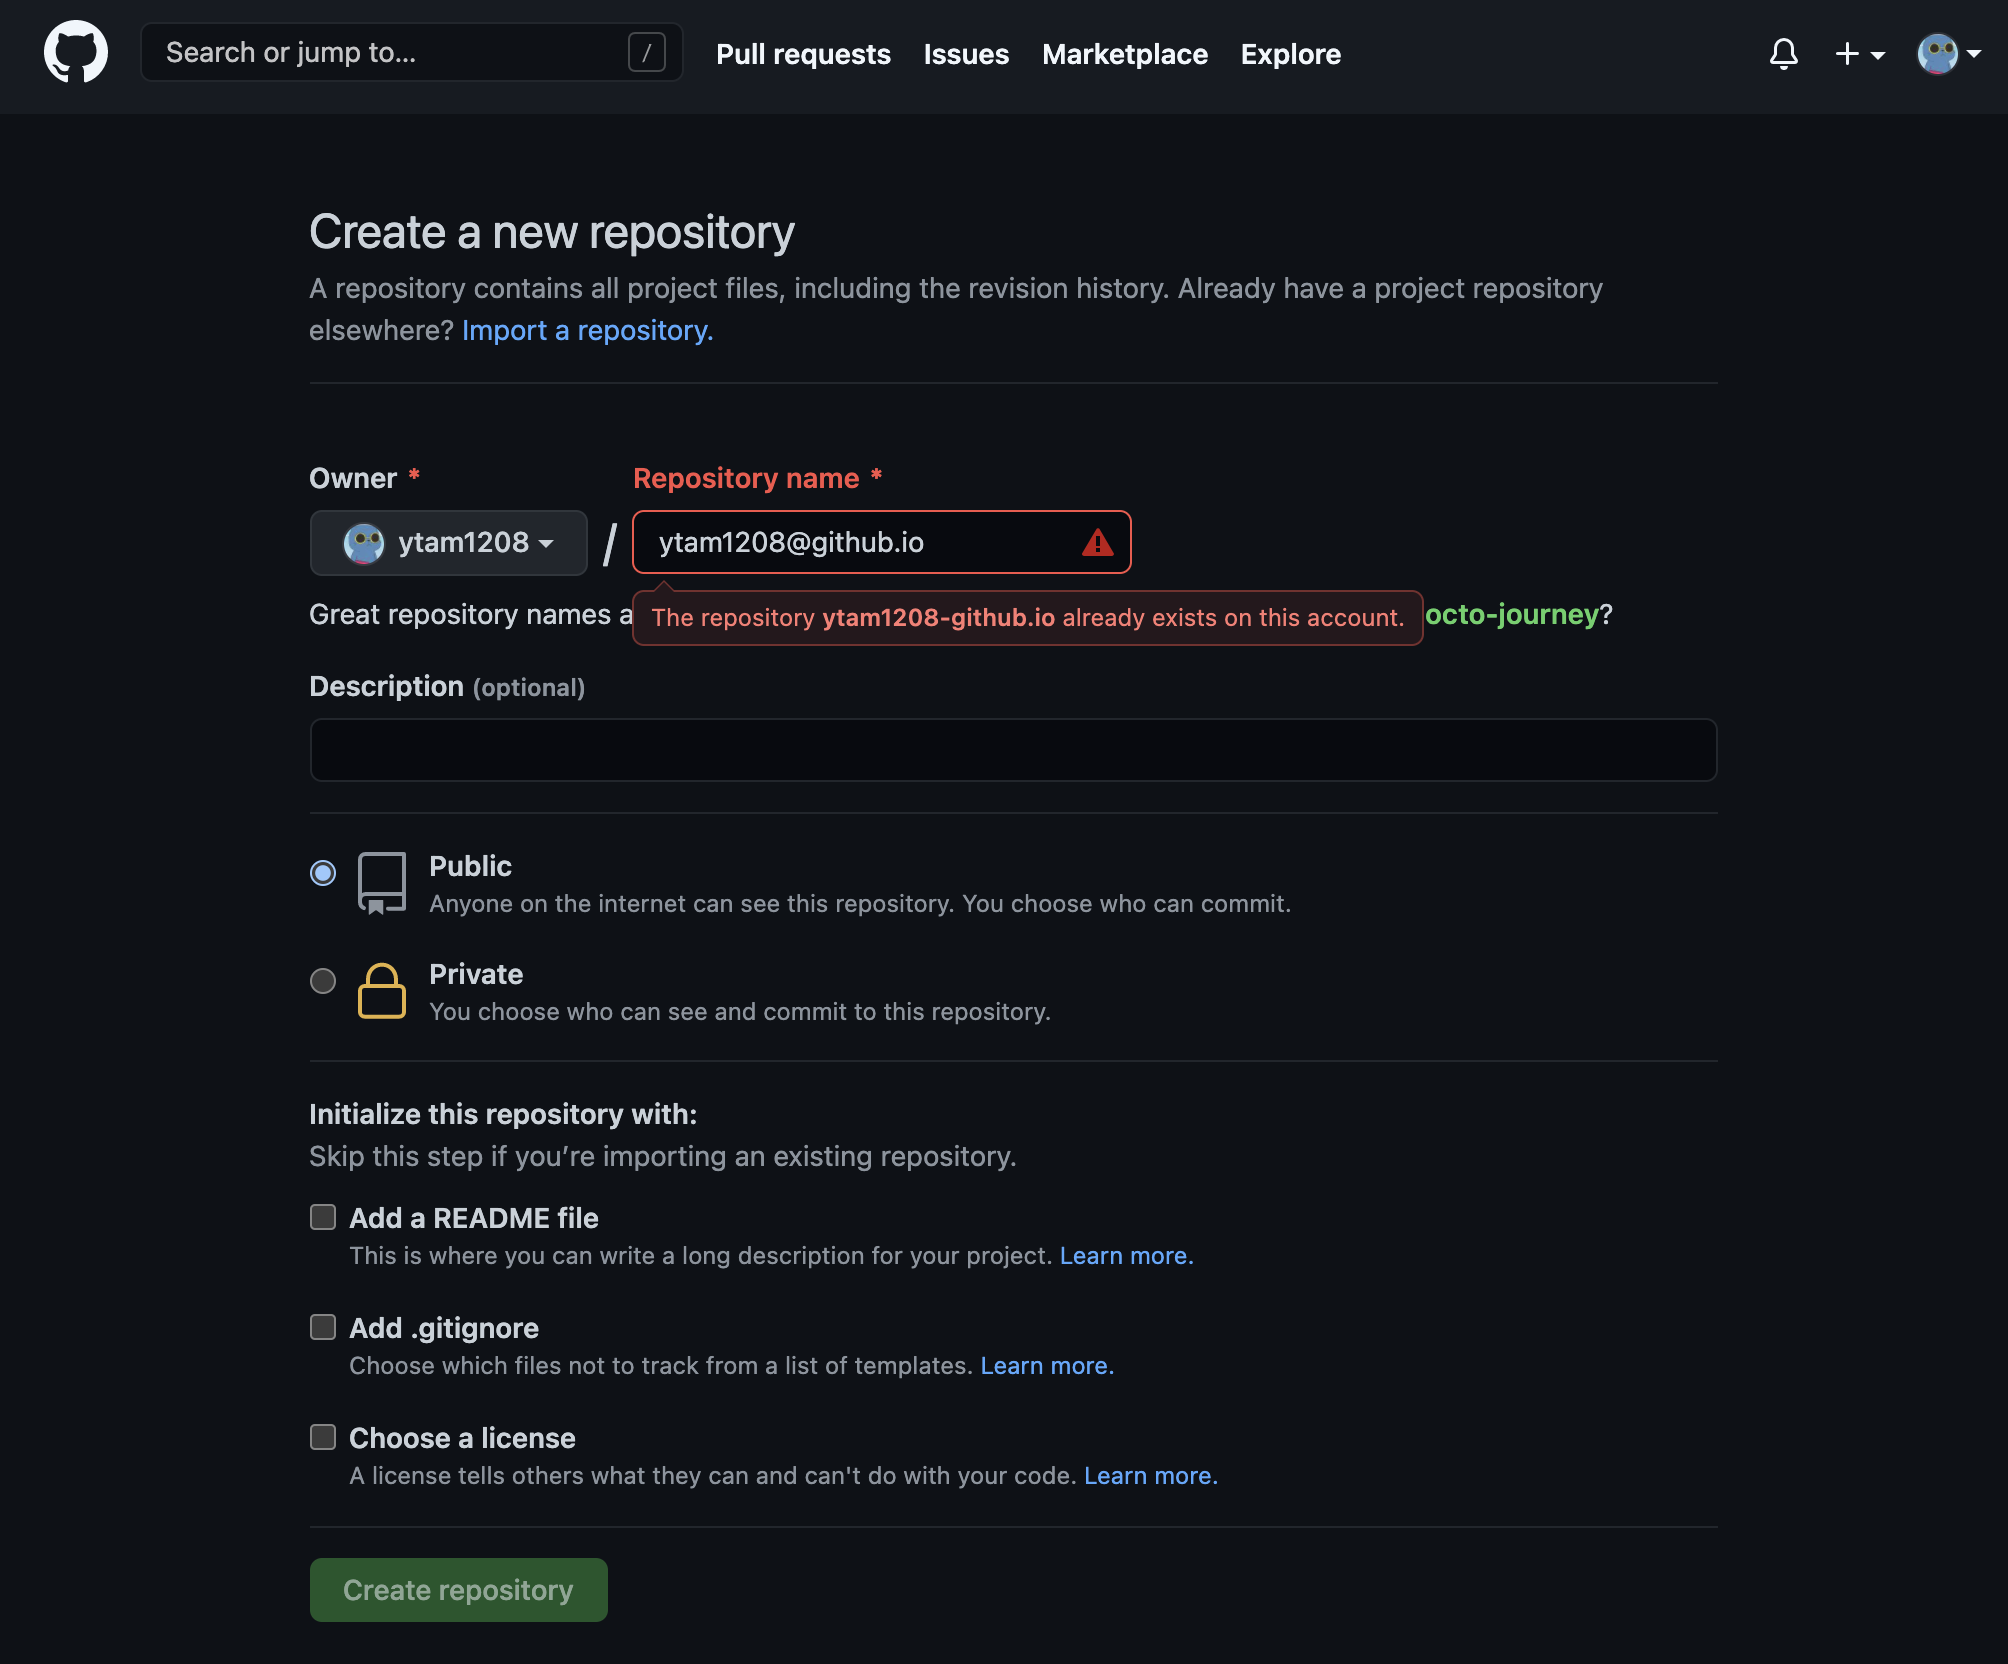 Search or jump to...
/
Pull requests
Issues
Marketplace
Explore
Create a new repository
A repository contains all project files, including the revision history. Already have a project repository
elsewhere? Import a repository.
Owner *
Repository name *
ytam1208
/
ytam1208@github.io
Great repository names a
The repository ytam1208-github.io already exists on this account.
octo-journey?
Description (optional)
Public
Anyone on the internet can see this repository. You choose who can commit.
Private
You choose who can see and commit to this repository.
Initialize this repository with:
Skip this step if you’re importing an existing repository.
Add a README file
This is where you can write a long description for your project. Learn more.
Add .gitignore
Choose which files not to track from a list of templates. Learn more.
Choose a license
A license tells others what they can and can't do with your code. Learn more.
Create repository